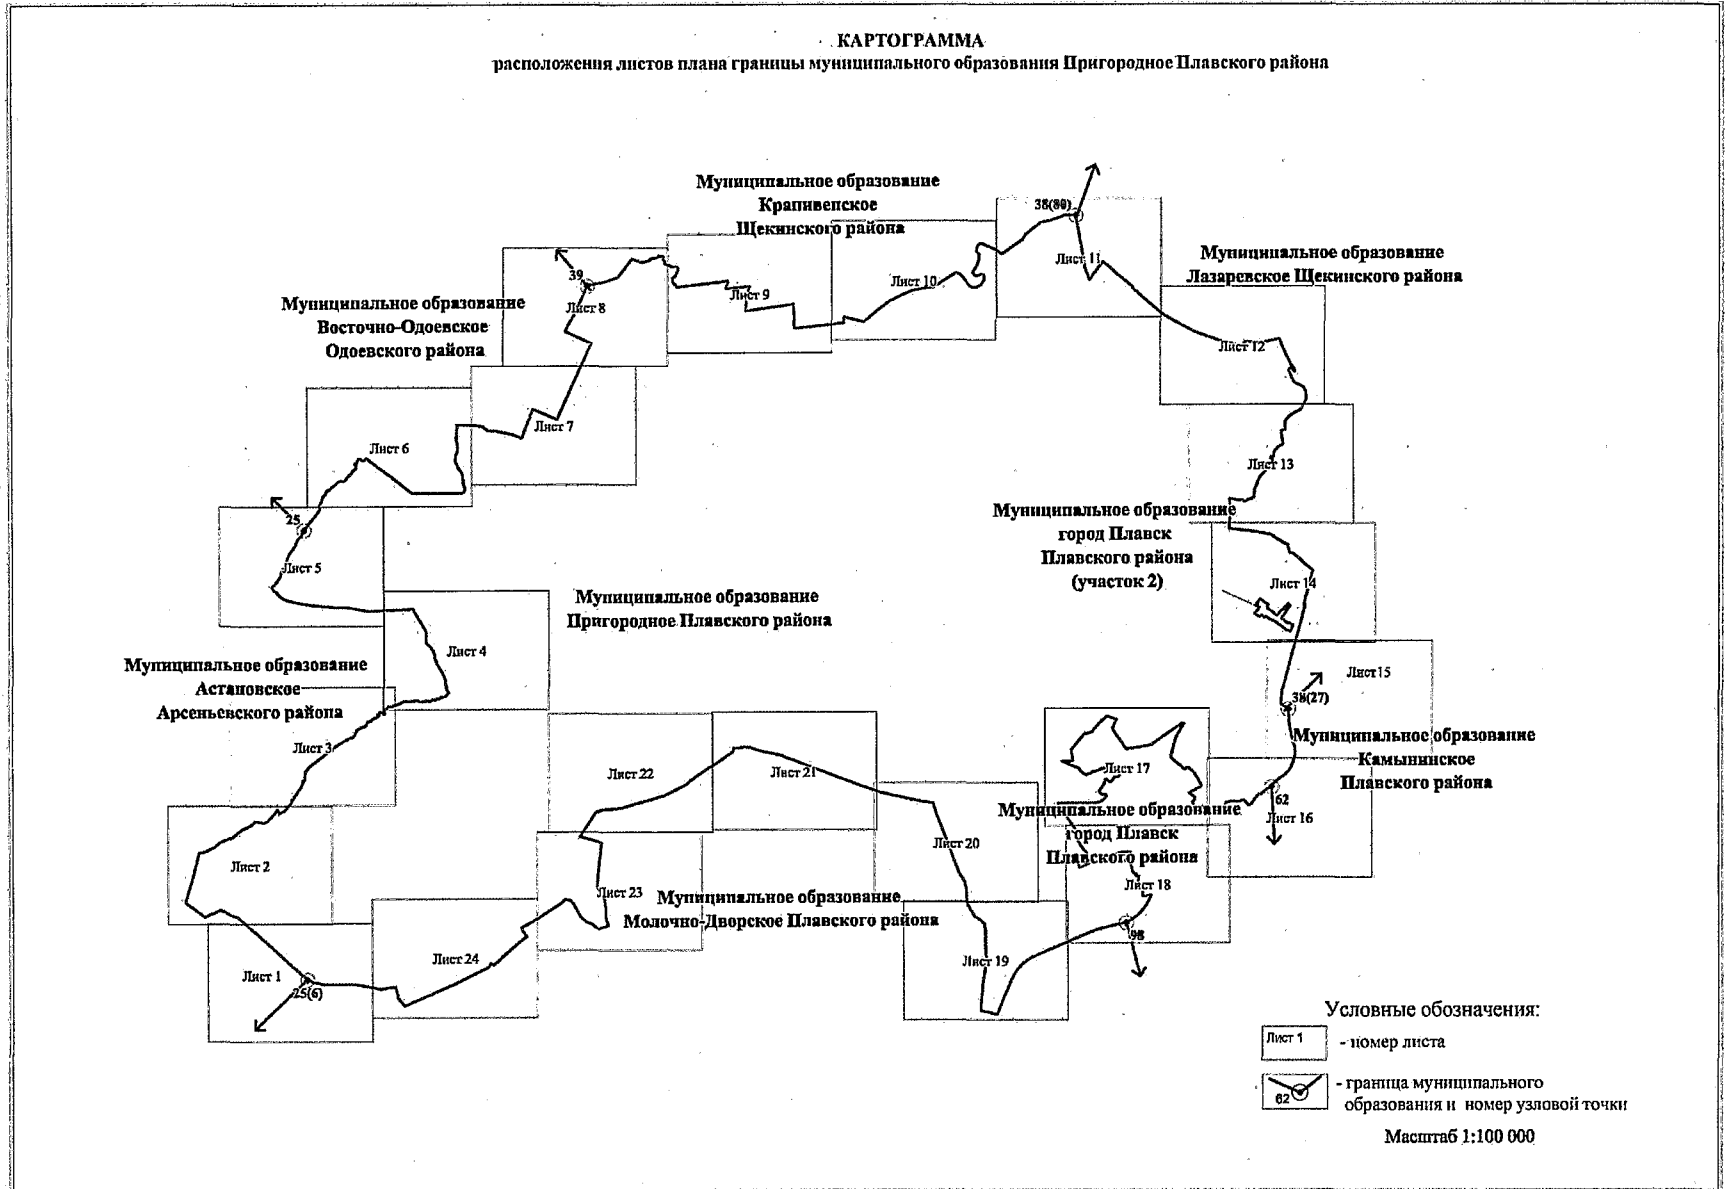 КАРТОГРАММА
расположения листов плана границы муниципального образования Пригородное Плавского района
Муниципальное образование
Крапивенское
Щекинского района
38(80)
Лист 11
Муниципальное образование
Лазаревское Щекинского района
39
Лист 8
Лист 9
Лист 10
Муниципальное образование
Восточно-Одоевское
Одоевского района
Лист 12
Лист 7
Лист 6
Лист 13
25
Лист 5
Муниципальное образование
город Плавск
Плавского района
(участок 2)
Лист 14
Муниципальное образование
Пригородное Плавского района
Лист 4
Муниципальное образование
Астаповское
Арсеньевского района
Лист 3
Лист15
38(27)
Муниципальное образование
Камынинское
Плавского района
Лист 22
Лист 21
Лист 17
62
Лист 16
Муниципальное образование
город Плавск
Плавского района
Лист 20
Лист 2
Лист 18
Лист 23
Муниципальное образование
Молочно-Дворское Плавского района
98
Лист 24
Лист 19
Лист 1
25(6)
Условные обозначения:
Лист 1
- номер листа
62
- граница муниципального
образования и номер узловой точки
Масштаб 1:100 000